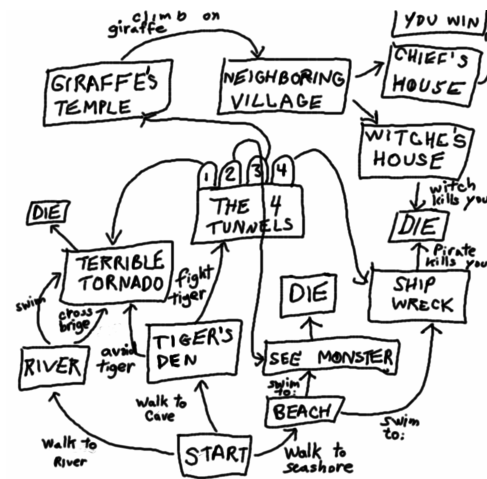 climb on
giraffe
YOU WIN
GIRAFFE'S
TEMPLE
NEIGHBORING
VILLAGE
CHIEF'S
HOUSE
WITCHE'S
HOUSE
1 2 3 4
THE 4
TUNNELS
witch
kills you
DIE
DIE
Pirate
kills you
TERRIBLE
TORNADO
fight
tiger
DIE
SHIP
WRECK
swim
cross
brige
avoid
tiger
TIGER'S
DEN
RIVER
SEE MONSTER
swim
to:
BEACH
walk to
cave
swim
to:
Walk to
River
START
Walk to
seashore